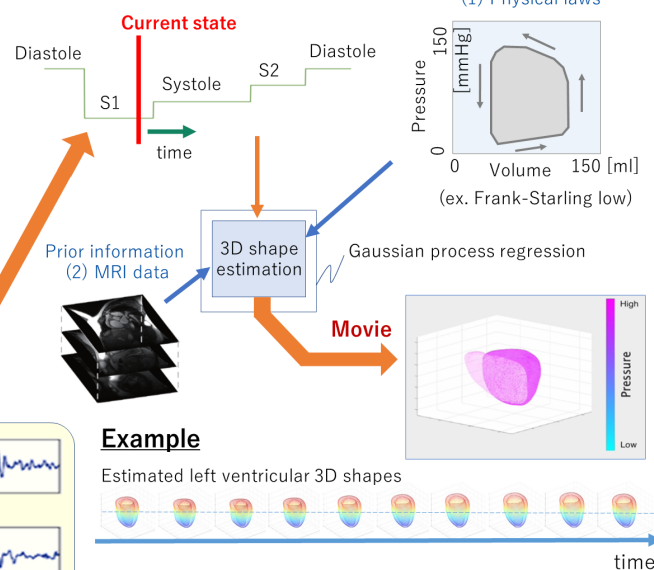 (1) Physical laws
Current state
Diastole
S1
Systole
S2
Diastole
time
150
[mmHg]
Pressure
0
0
Volume
150 [ml]
(ex. Frank-Starling low)
Prior information
(2) MRI data
3D shape
estimation
Gaussian process regression
Movie
High
Pressure
Low
Example
Estimated left ventricular 3D shapes
time